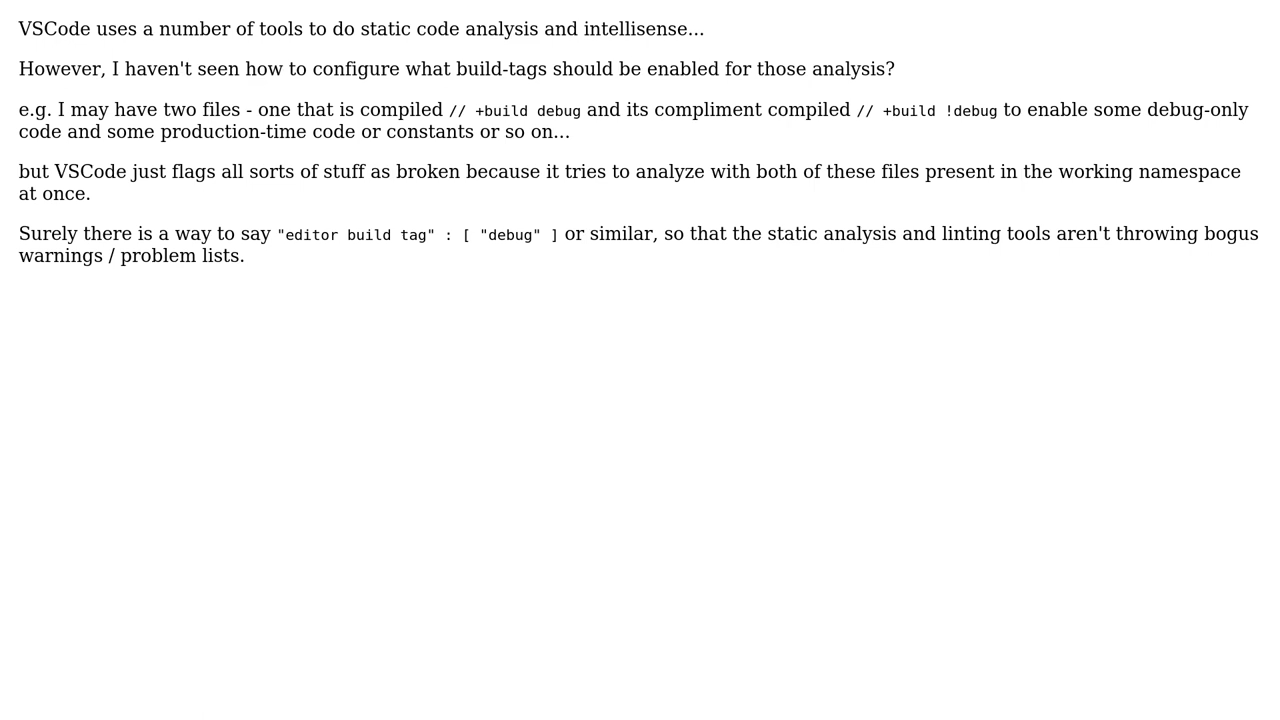 VSCode uses a number of tools to do static code analysis and intellisense...
However, I haven't seen how to configure what build-tags should be enabled for those analysis?
e.g. I may have two files - one that is compiled // +build debug and its compliment compiled // +build !debug to enable some debug-only
code and some production-time code or constants or so on...
but VSCode just flags all sorts of stuff as broken because it tries to analyze with both of these files present in the working namespace
at once.
Surely there is a way to say "editor build tag" : [ "debug" ] or similar, so that the static analysis and linting tools aren't throwing bogus
warnings / problem lists.